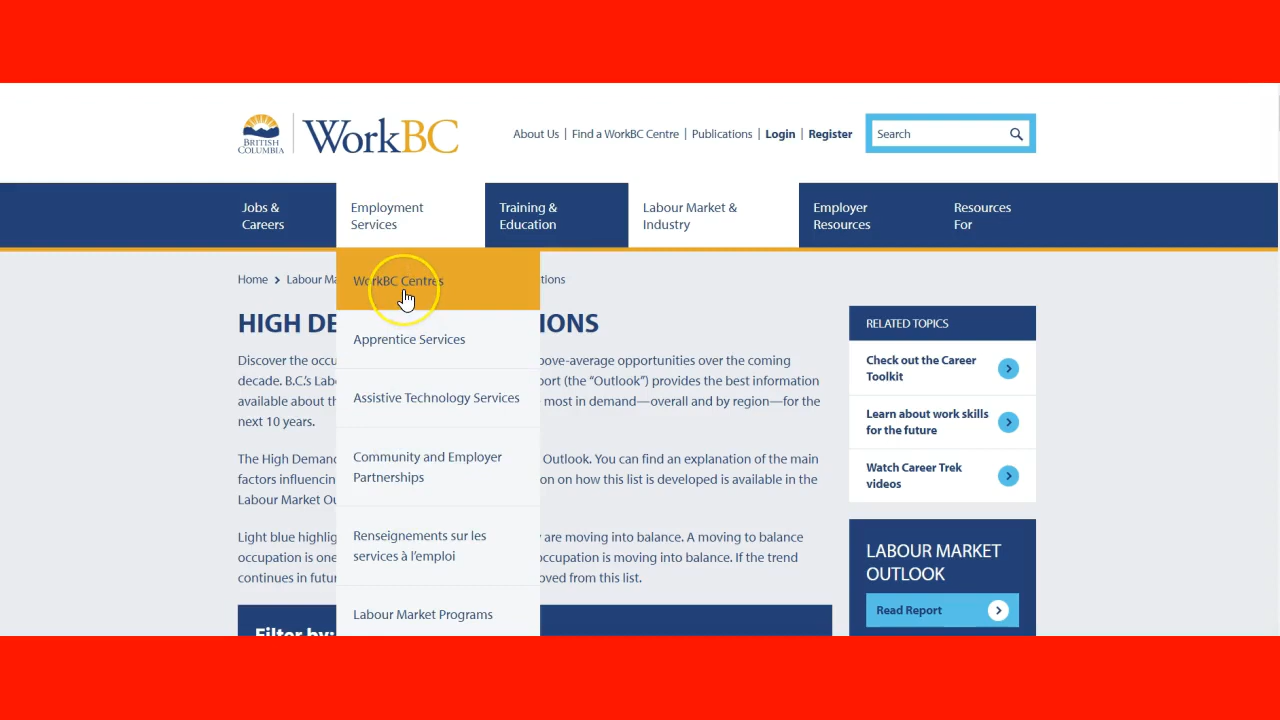 BRITISH
COLUMBIA
WorkBC
About Us | Find a WorkBC Centre | Publications | Login | Register
Search
Jobs &
Careers
Employment
Services
Training &
Education
Labour Market &
Industry
Employer
Resources
Resources
For
Home > Labour Ma
tions
WorkBC Centres
Apprentice Services
Assistive Technology Services
Community and Employer
Partnerships
Renseignements sur les
services à l'emploi
Labour Market Programs
HIGH DE IONS
Discover the occu ove-average opportunities over the coming
decade. B.C.'s Lab ort (the “Outlook”) provides the best information
available about th most in demand—overall and by region—for the
next 10 years.
The High Demand Outlook. You can find an explanation of the main
factors influencin on on how this list is developed is available in the
Labour Market Ou
Light blue highlig y are moving into balance. A moving to balance
occupation is one occupation is moving into balance. If the trend
continues in futur oved from this list.
Filter by:
RELATED TOPICS
Check out the Career
Toolkit
Learn about work skills
for the future
Watch Career Trek
videos
LABOUR MARKET
OUTLOOK
Read Report